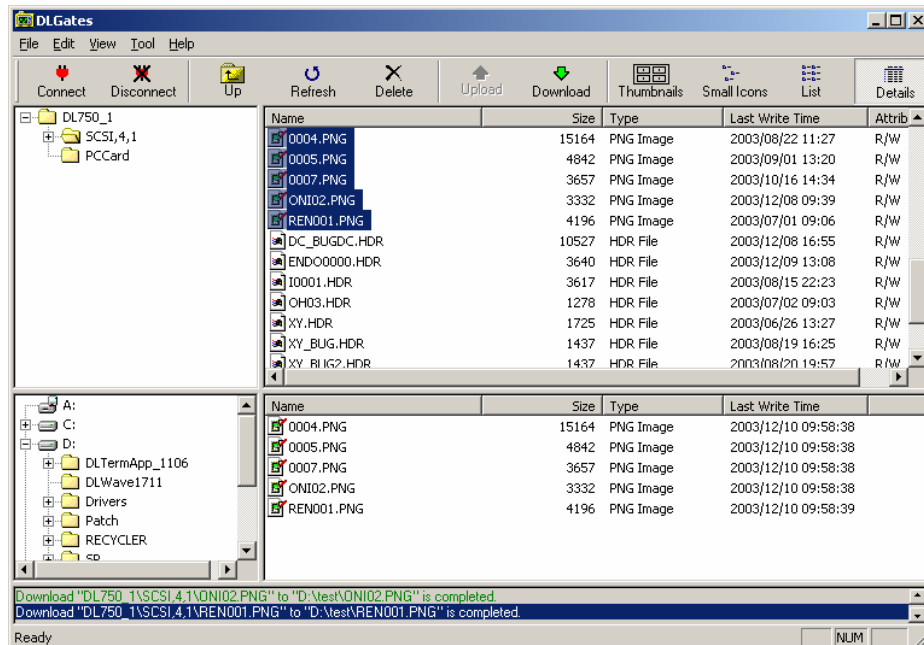 DLGates
File Edit View Tool Help
Connect Disconnect Up Refresh Delete Upload Download Thumbnails Small Icons List Details
DL750_1
SCSI,4,1
PCCard
Name Size Type Last Write Time Attrib
0004.PNG 15164 PNG Image 2003/08/22 11:27 R/W
0005.PNG 4842 PNG Image 2003/09/01 13:20 R/W
0007.PNG 3657 PNG Image 2003/10/16 14:34 R/W
ONI02.PNG 3332 PNG Image 2003/12/08 09:39 R/W
REN001.PNG 4196 PNG Image 2003/07/01 09:06 R/W
DC_BUGDC.HDR 10527 HDR File 2003/12/08 16:55 R/W
ENDO0000.HDR 3640 HDR File 2003/12/09 13:08 R/W
I0001.HDR 3617 HDR File 2003/08/15 22:23 R/W
OH03.HDR 1278 HDR File 2003/07/02 09:03 R/W
XY.HDR 1725 HDR File 2003/06/26 13:27 R/W
XY_BUG.HDR 1437 HDR File 2003/08/19 16:25 R/W
XY_BUG2.HDR 1437 HDR File 2003/08/20 19:57 R/W
A:
C:
D:
DLTermApp_1106
DLWave1711
Drivers
Patch
RECYCLER
SP
Name Size Type Last Write Time
0004.PNG 15164 PNG Image 2003/12/10 09:58:38
0005.PNG 4842 PNG Image 2003/12/10 09:58:38
0007.PNG 3657 PNG Image 2003/12/10 09:58:38
ONI02.PNG 3332 PNG Image 2003/12/10 09:58:38
REN001.PNG 4196 PNG Image 2003/12/10 09:58:39
Download "DL750_1\SCSI,4,1\ONI02.PNG" to "D:\test\ONI02.PNG" is completed.
Download "DL750_1\SCSI,4,1\REN001.PNG" to "D:\test\REN001.PNG" is completed.
Ready NUM